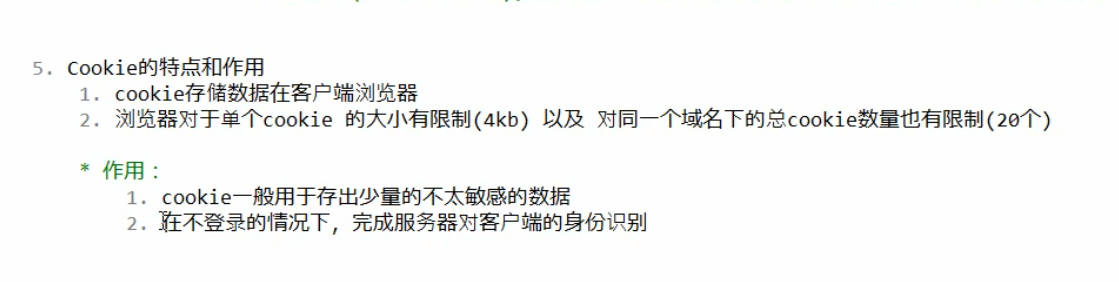 5. Cookie的特点和作用
1. cookie存储数据在客户端浏览器
2. 浏览器对于单个cookie 的大小有限制(4kb) 以及 对同一个域名下的总cookie数量也有限制(20个)
* 作用：
1. cookie一般用于存出少量的不太敏感的数据
2. 在不登录的情况下，完成服务器对客户端的身份识别